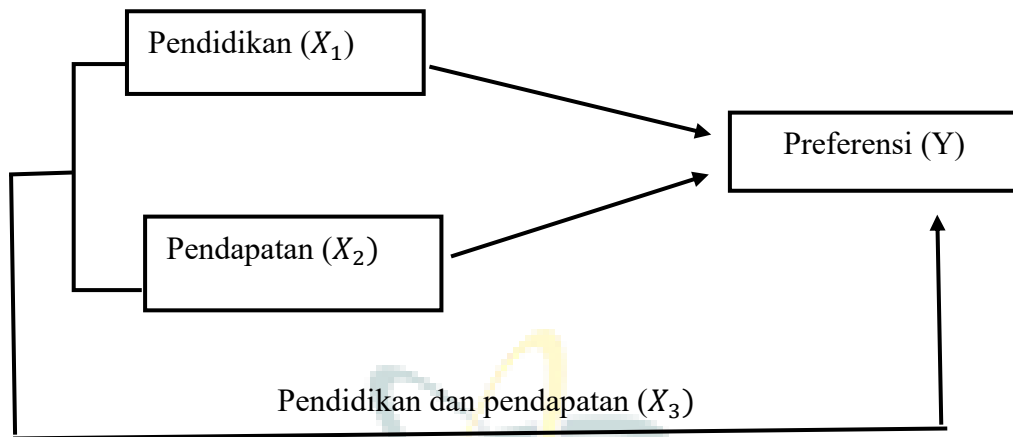 Pendidikan (𝑋₁)
Preferensi (Y)
Pendapatan (𝑋₂)
Pendidikan dan pendapatan (𝑋₃)